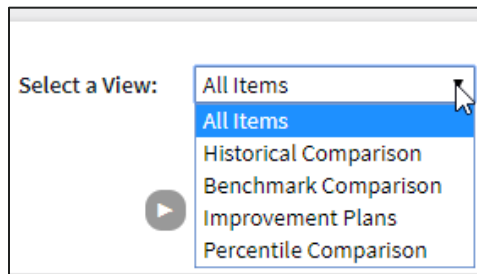 Select a View: All Items
All Items
Historical Comparison
Benchmark Comparison
Improvement Plans
Percentile Comparison